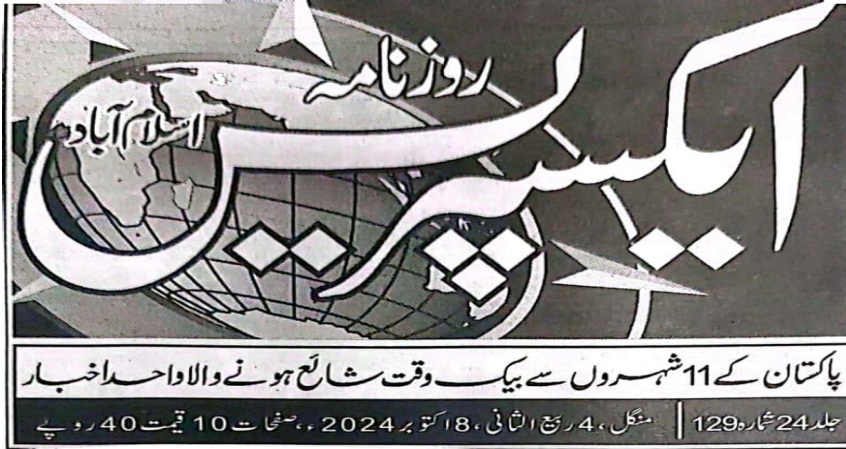 روزنامہ
ایکسپریس
اسلام آباد
پاکستان کے 11 شہروں سے بیک وقت شائع ہونے والا واحد اخبار
جلد 24 شمارہ 129 | منگل، 4 ربیع الثانی، 8 اکتوبر 2024ء، صفحات 10 قیمت 40 روپے